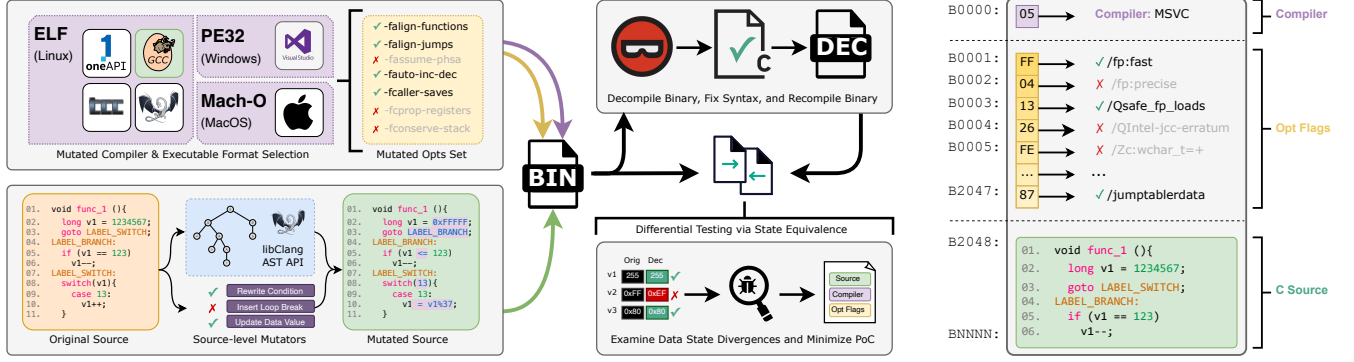 ELF
(Linux)
oneAPI
GCC
PE32
(Windows)
VisualStudio
Mach-O
(MacOS)
Mutated Compiler & Executable Format Selection
✓ -falign-functions
✓ -falign-jumps
✗ -fassume-phsa
✓ -fauto-inc-dec
✓ -fcaller-saves
✗ -fcprop-registers
✗ -fconserve-stack
Mutated Opts Set
01. void func_1 (){
02. long v1 = 1234567;
03. goto LABEL_SWITCH;
04. LABEL_BRANCH:
05. if (v1 == 123)
06. v1--;
07. LABEL_SWITCH:
08. switch(v1){
09. case 13:
10. v1++;
11. }
Original Source
libClang
AST API
✓ Rewrite Condition
✗ Insert Loop Break
✓ Update Data Value
Source-level Mutators
01. void func_1 (){
02. long v1 = 0xFFFFF;
03. goto LABEL_BRANCH;
04. LABEL_BRANCH:
05. if (v1 <= 123)
06. v1--;
07. LABEL_SWITCH:
08. switch(13){
09. case 13:
10. v1 = v1%37;
11. }
Mutated Source
BIN
C
DEC
Decompile Binary, Fix Syntax, and Recompile Binary
Differential Testing via State Equivalence
Orig Dec
v1 255 255 ✓
v2 0xFF 0xEF ✗
v3 0x80 0x80 ✓
Source
Compiler
Opt Flags
Examine Data State Divergences and Minimize PoC
B0000: 05 Compiler: MSVC
Compiler
B0001: FF ✓ /fp:fast
B0002: 04 ✗ /fp:precise
B0003: 13 ✓ /Qsafe_fp_loads
B0004: 26 ✗ /QIntel-jcc-erratum
B0005: FE ✗ /Zc:wchar_t=+
... ...
B2047: 87 ✓ /jumptablerdata
Opt Flags
B2048:
01. void func_1 (){
02. long v1 = 1234567;
03. goto LABEL_SWITCH;
04. LABEL_BRANCH:
05. if (v1 == 123)
06. v1--;
BNNNN:
C Source